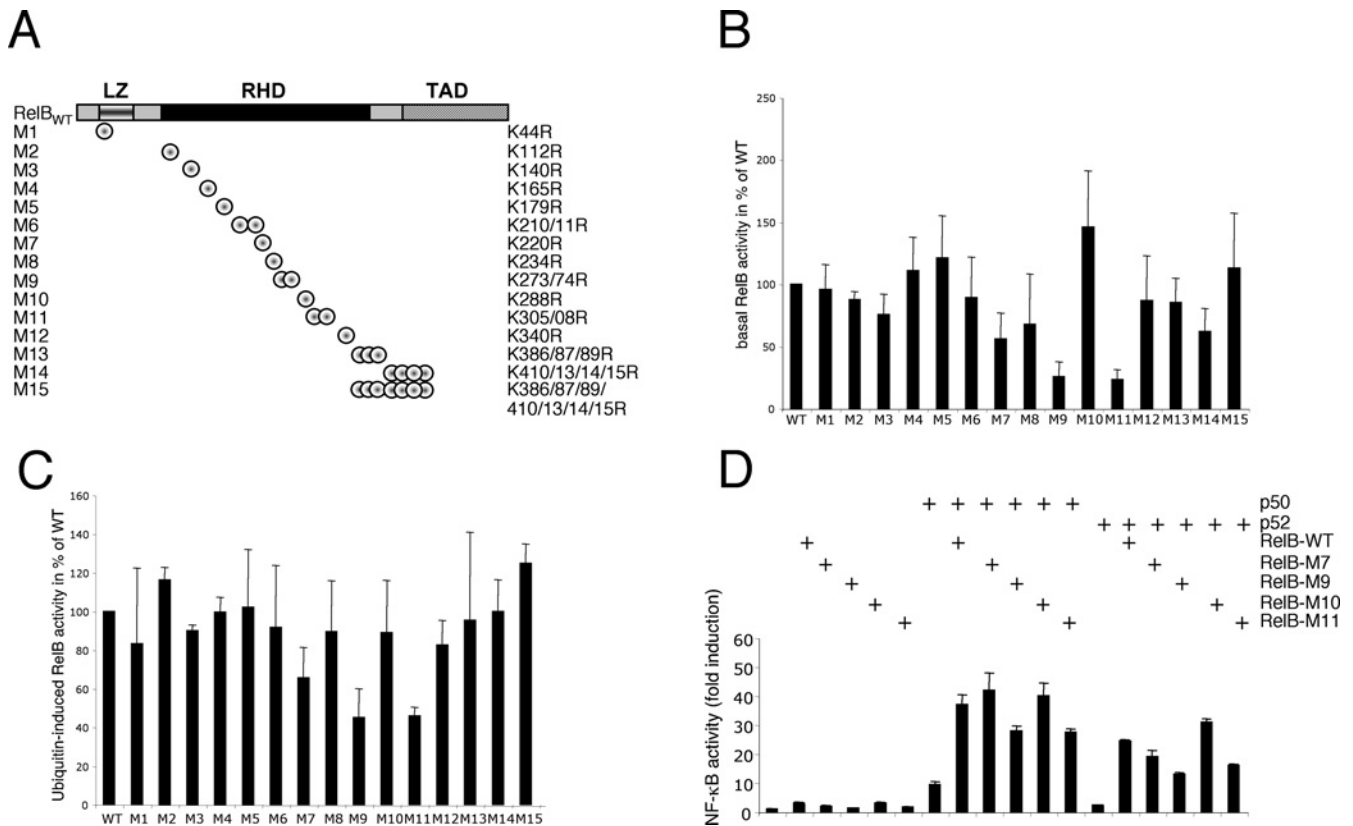 A
LZ RHD TAD
RelBWT
M1 K44R
M2 K112R
M3 K140R
M4 K165R
M5 K179R
M6 K210/11R
M7 K220R
M8 K234R
M9 K273/74R
M10 K288R
M11 K305/08R
M12 K340R
M13 K386/87/89R
M14 K410/13/14/15R
M15 K386/87/89/
410/13/14/15R
B
basal RelB activity in % of WT
250
200
150
100
50
0
WT M1 M2 M3 M4 M5 M6 M7 M8 M9 M10 M11 M12 M13 M14 M15
C
Ubiquitin-induced RelB activity in % of WT
160
140
120
100
80
60
40
20
0
WT M1 M2 M3 M4 M5 M6 M7 M8 M9 M10 M11 M12 M13 M14 M15
D
+ + + + + + p50
+ + + + + + p52
+ + + RelB-WT
+ + + RelB-M7
+ + + RelB-M9
+ + + RelB-M10
+ + + RelB-M11
NF-κB activity (fold induction)
60
50
40
30
20
10
0